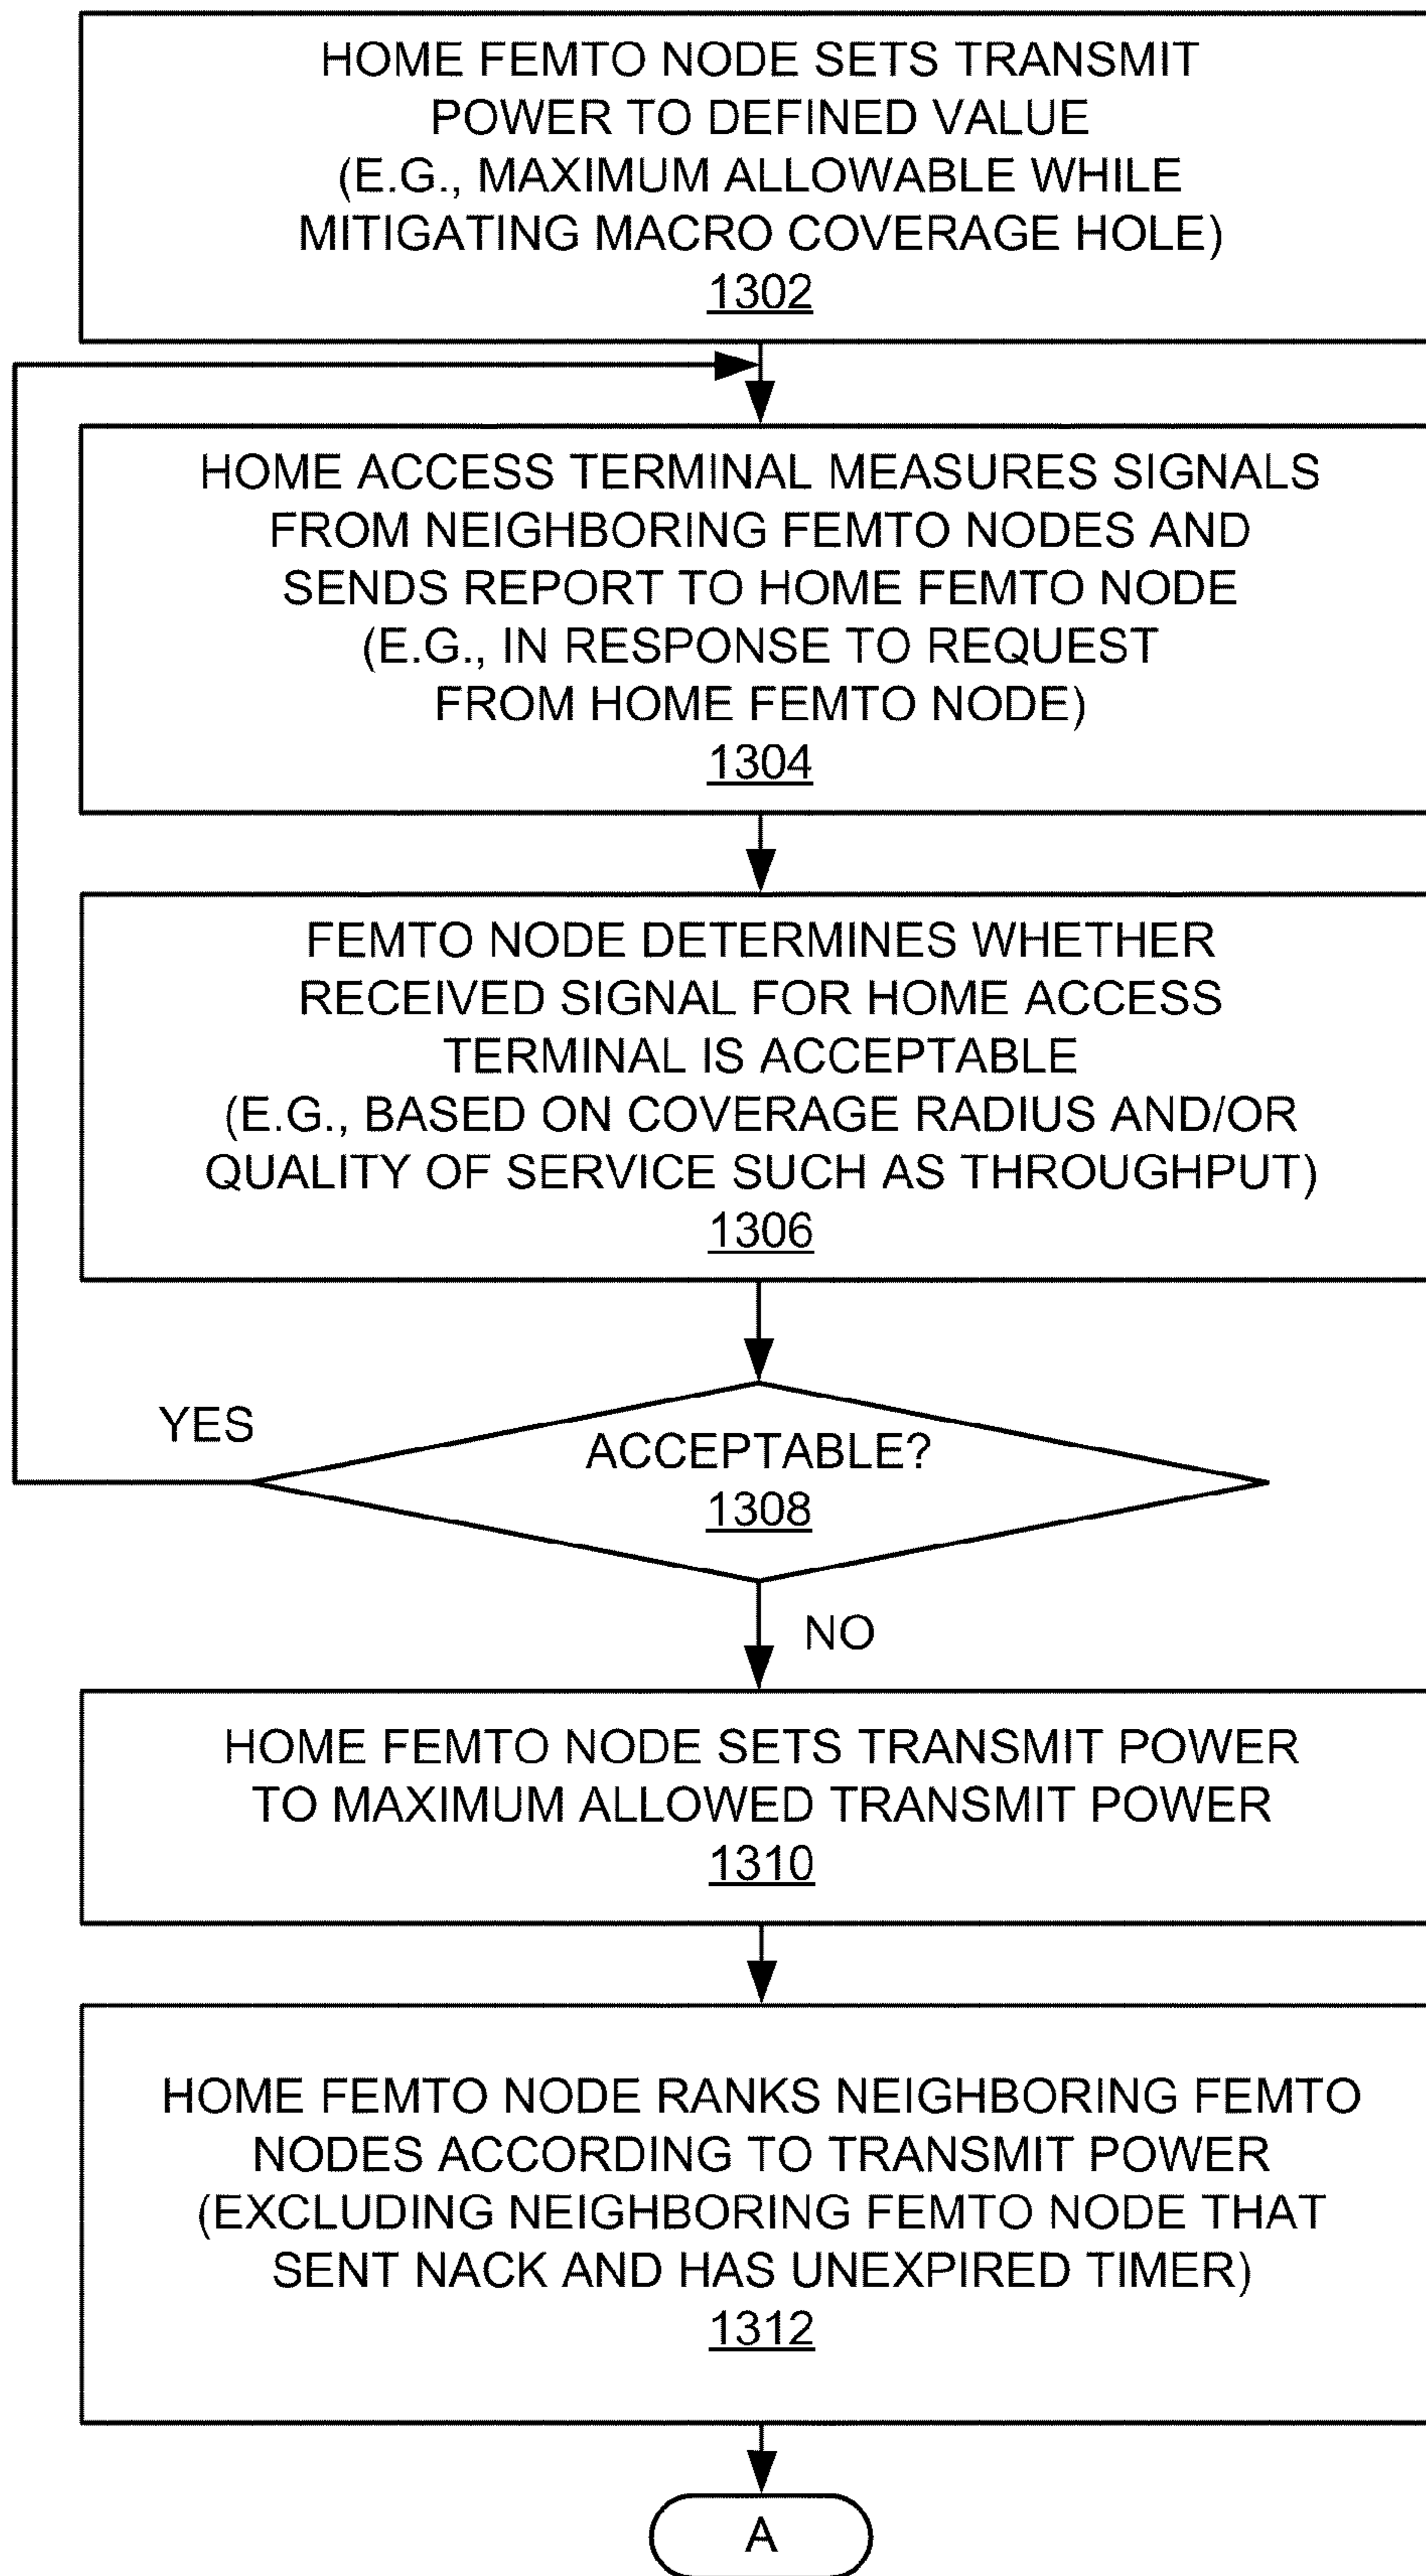 HOME FEMTO NODE SETS TRANSMIT
POWER TO DEFINED VALUE
(E.G., MAXIMUM ALLOWABLE WHILE
MITIGATING MACRO COVERAGE HOLE)
1302
HOME ACCESS TERMINAL MEASURES SIGNALS
FROM NEIGHBORING FEMTO NODES AND
SENDS REPORT TO HOME FEMTO NODE
(E.G., IN RESPONSE TO REQUEST
FROM HOME FEMTO NODE)
1304
FEMTO NODE DETERMINES WHETHER
RECEIVED SIGNAL FOR HOME ACCESS
TERMINAL IS ACCEPTABLE
(E.G., BASED ON COVERAGE RADIUS AND/OR
QUALITY OF SERVICE SUCH AS THROUGHPUT)
1306
YES
ACCEPTABLE?
1308
NO
HOME FEMTO NODE SETS TRANSMIT POWER
TO MAXIMUM ALLOWED TRANSMIT POWER
1310
HOME FEMTO NODE RANKS NEIGHBORING FEMTO
NODES ACCORDING TO TRANSMIT POWER
(EXCLUDING NEIGHBORING FEMTO NODE THAT
SENT NACK AND HAS UNEXPIRED TIMER)
1312
A